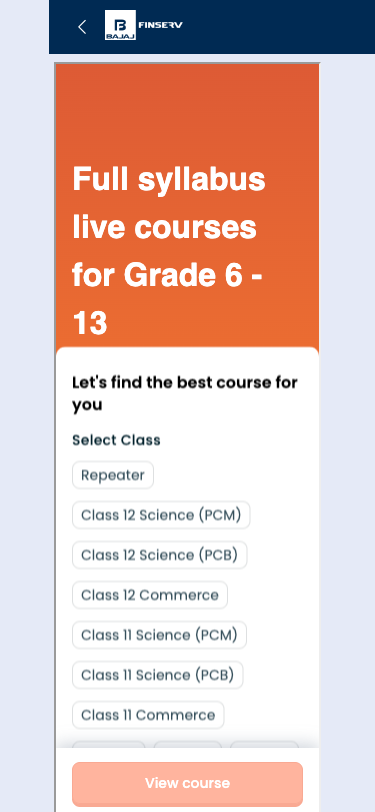 B
BAJAJ
FINSERV
Full syllabus
live courses
for Grade 6 -
13
Let's find the best course for
you
Select Class
Repeater
Class 12 Science (PCM)
Class 12 Science (PCB)
Class 12 Commerce
Class 11 Science (PCM)
Class 11 Science (PCB)
Class 11 Commerce
View course